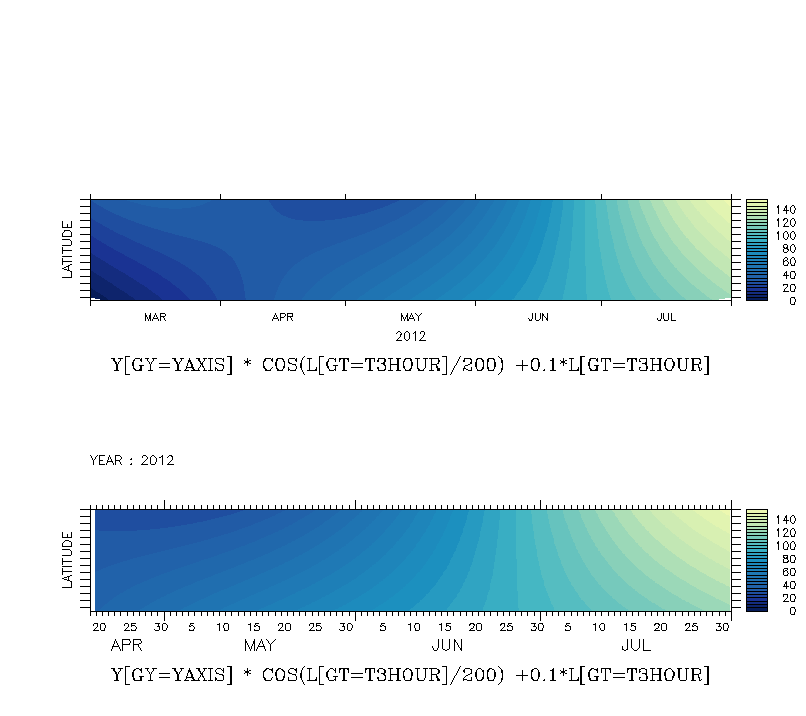 LATITUDE
140
120
100
80
60
40
20
0
MAR APR MAY JUN JUL
2012
Y[GY=YAXIS] * COS(L[GT=T3HOUR]/200) +0.1*L[GT=T3HOUR]
YEAR : 2012
LATITUDE
140
120
100
80
60
40
20
0
20 25 30 5 10 15 20 25 30 5 10 15 20 25 30 5 10 15 20 25 30
APR MAY JUN JUL
Y[GY=YAXIS] * COS(L[GT=T3HOUR]/200) +0.1*L[GT=T3HOUR]